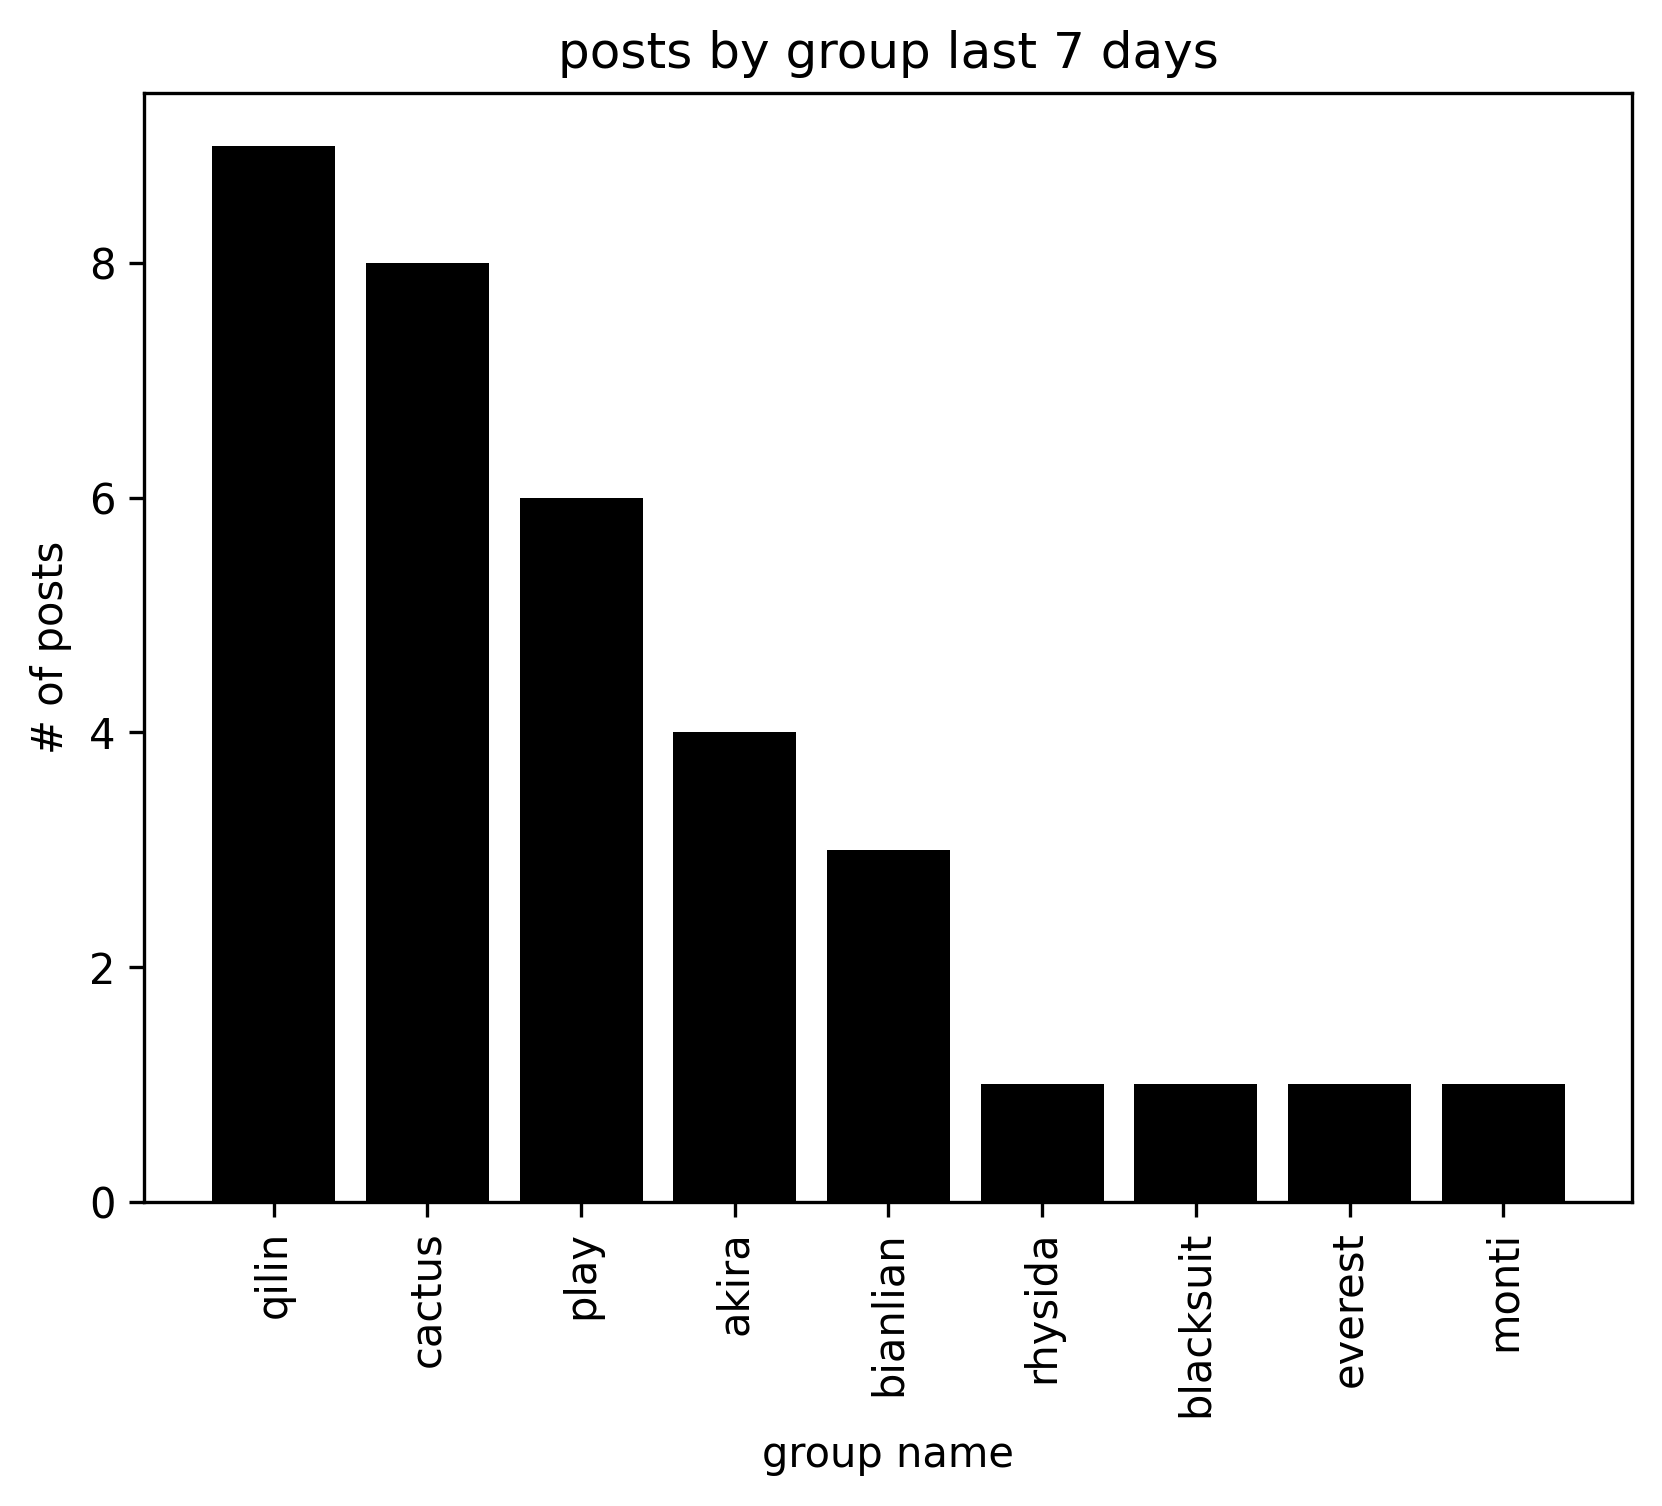 posts by group last 7 days
# of posts
8
6
4
2
0
qilin
cactus
play
akira
bianlian
rhysida
blacksuit
everest
monti
group name